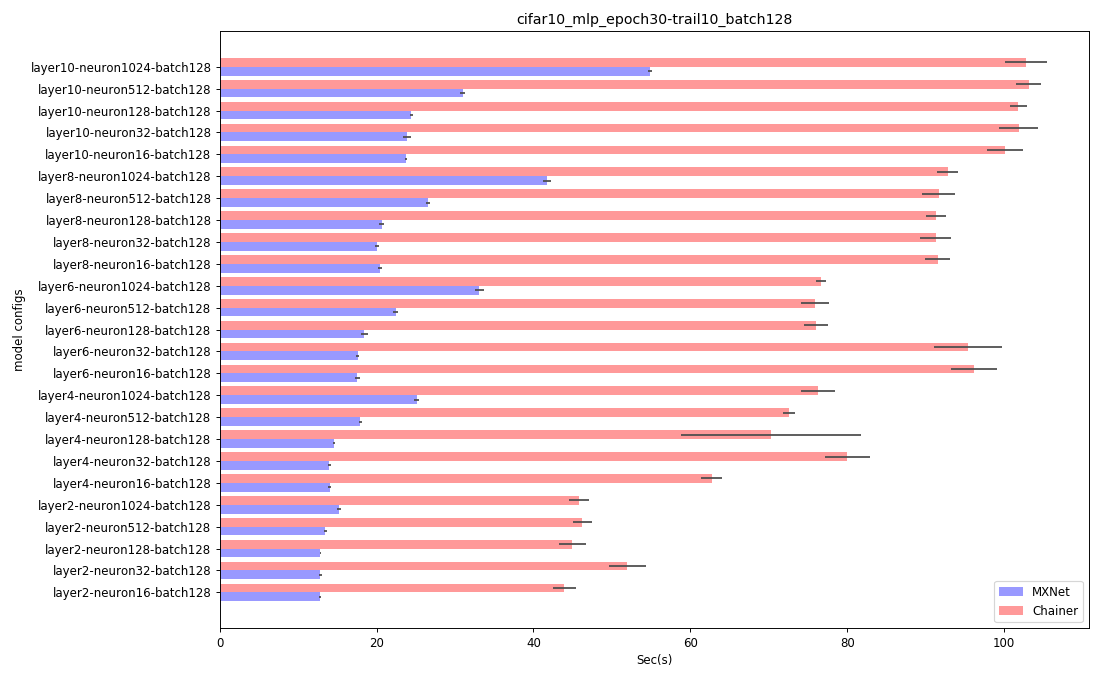 cifar10_mlp_epoch30-trail10_batch128
model configs
layer10-neuron1024-batch128
layer10-neuron512-batch128
layer10-neuron128-batch128
layer10-neuron32-batch128
layer10-neuron16-batch128
layer8-neuron1024-batch128
layer8-neuron512-batch128
layer8-neuron128-batch128
layer8-neuron32-batch128
layer8-neuron16-batch128
layer6-neuron1024-batch128
layer6-neuron512-batch128
layer6-neuron128-batch128
layer6-neuron32-batch128
layer6-neuron16-batch128
layer4-neuron1024-batch128
layer4-neuron512-batch128
layer4-neuron128-batch128
layer4-neuron32-batch128
layer4-neuron16-batch128
layer2-neuron1024-batch128
layer2-neuron512-batch128
layer2-neuron128-batch128
layer2-neuron32-batch128
layer2-neuron16-batch128
MXNet
Chainer
0 20 40 60 80 100
Sec(s)